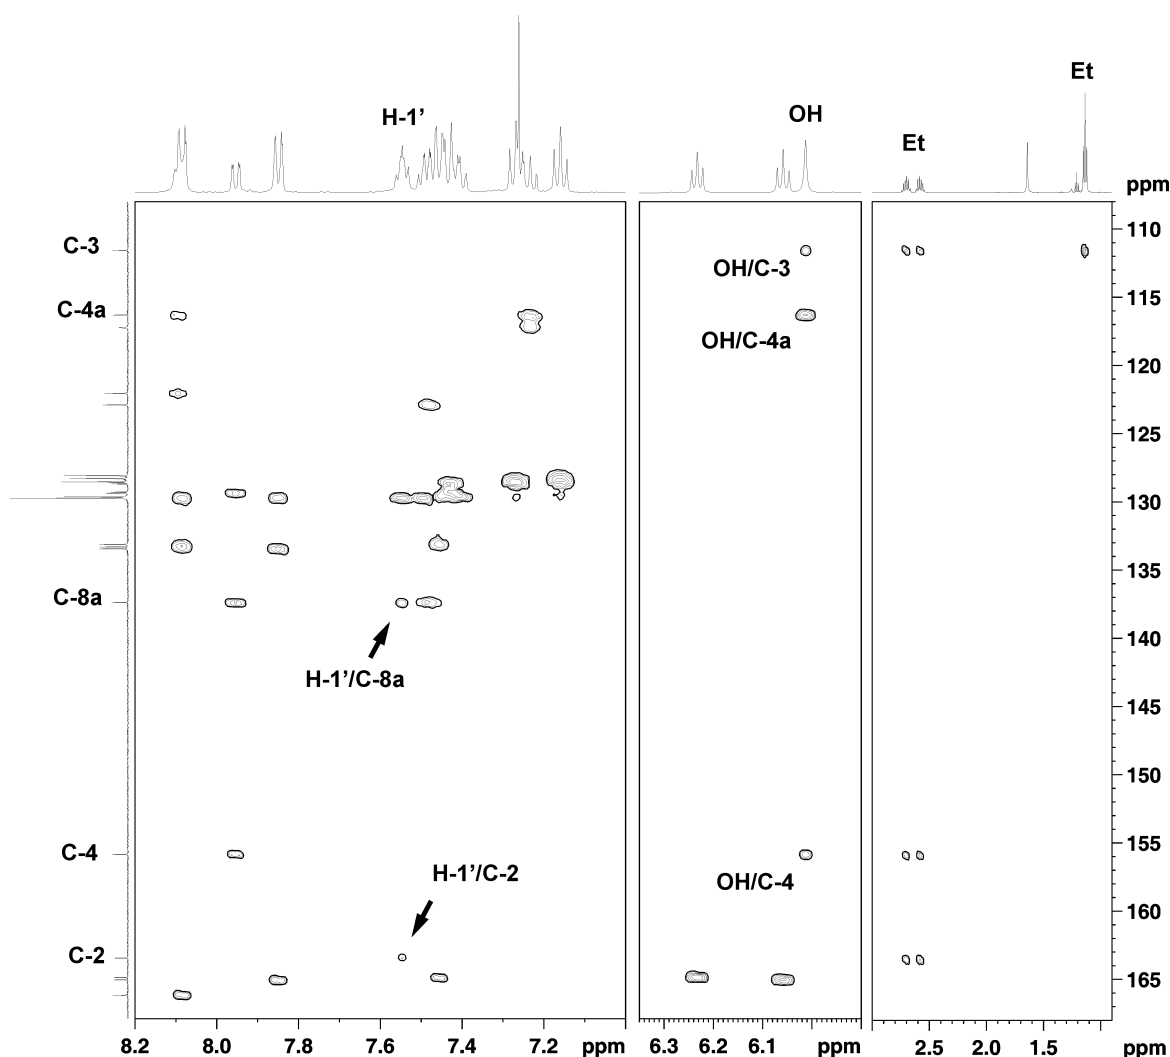 Et
H-1’
OH
Et
ppm
C-3
110
OH/C-3
C-4a
115
OH/C-4a
120
125
130
135
C-8a
140
H-1’/C-8a
145
150
C-4
155
H-1’/C-2
OH/C-4
160
C-2
165
8.2 8.0 7.8 7.6 7.4 7.2 ppm 6.3 6.2 6.1 ppm 2.5 2.0 1.5 ppm